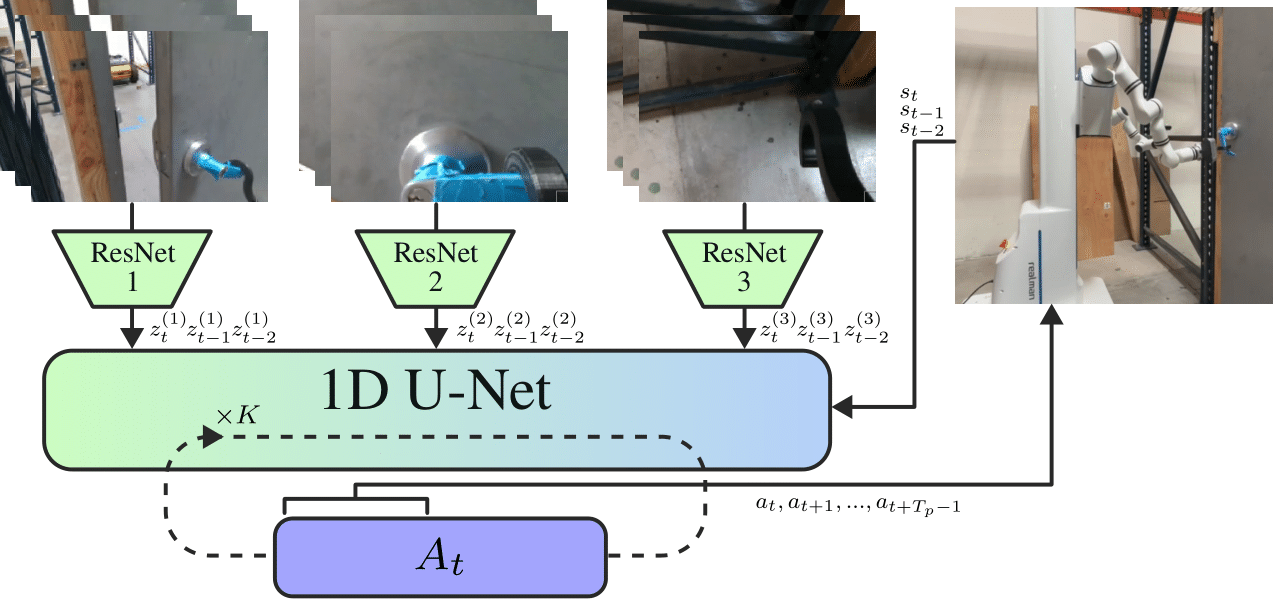 s_t
s_{t-1}
s_{t-2}
ResNet
1
ResNet
2
ResNet
3
realman
z_t^{(1)} z_{t-1}^{(1)} z_{t-2}^{(1)}
z_t^{(2)} z_{t-1}^{(2)} z_{t-2}^{(2)}
z_t^{(3)} z_{t-1}^{(3)} z_{t-2}^{(3)}
1D U-Net
×K
a_t, a_{t+1}, ..., a_{t+T_p-1}
A_t